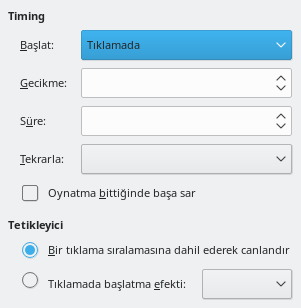 Timing
Başlat: Tıklamada
Gecikme:
Süre:
Tekrarla:
Oynatma bittiğinde başa sar
Tetikleyici
Bir tıklama sıralamasına dahil ederek canlandır
Tıklamada başlatma efekti: